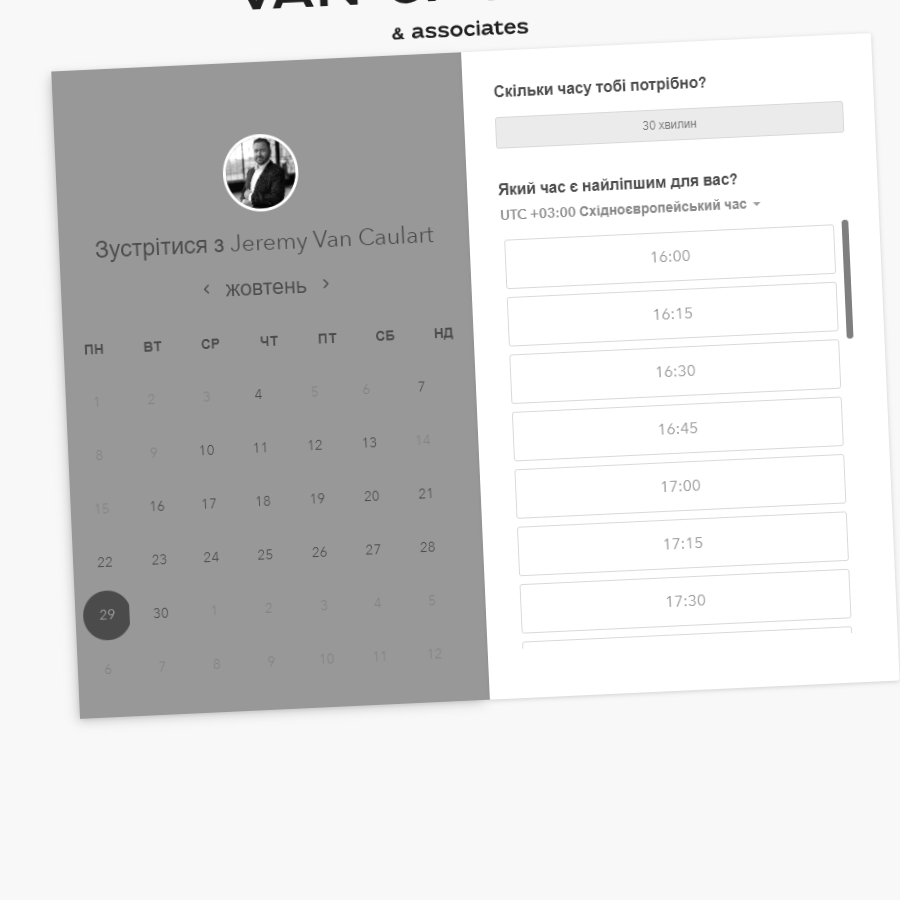 & associates
Зустрітися з Jeremy Van Caulart
жовтень
ПН ВТ СР ЧТ ПТ СБ НД
1 2 3 4 5 6 7
8 9 10 11 12 13 14
15 16 17 18 19 20 21
22 23 24 25 26 27 28
29 30 1 2 3 4 5
6 7 8 9 10 11 12
Скільки часу тобі потрібно?
30 хвилин
Який час є найліпшим для вас?
UTC +03:00 Східноєвропейський час
16:00
16:15
16:30
16:45
17:00
17:15
17:30